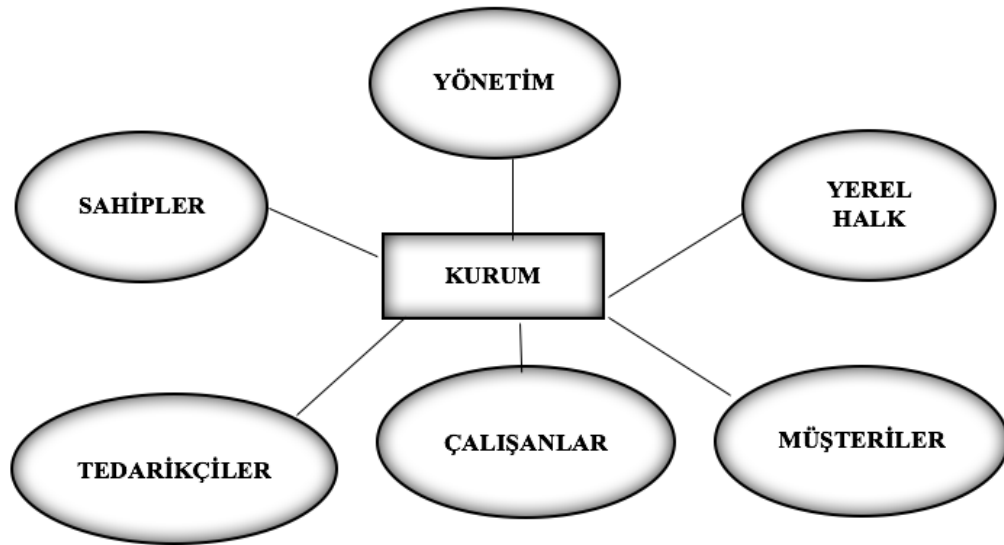 YÖNETİM
SAHİPLER
YEREL
HALK
KURUM
TEDARİKÇİLER
ÇALIŞANLAR
MÜŞTERİLER